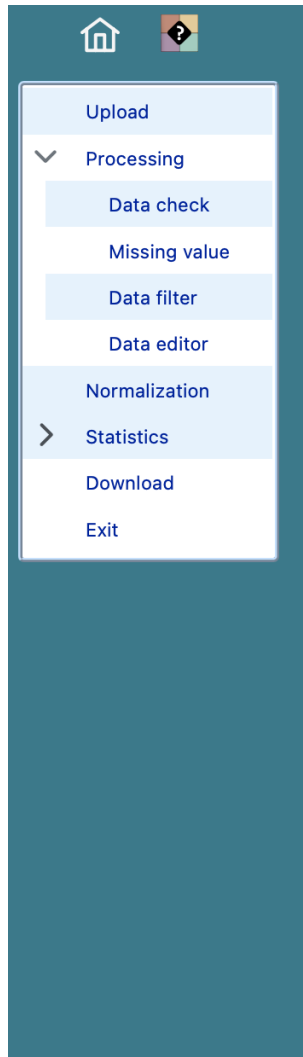 ?
Upload
Processing
Data check
Missing value
Data filter
Data editor
Normalization
Statistics
Download
Exit